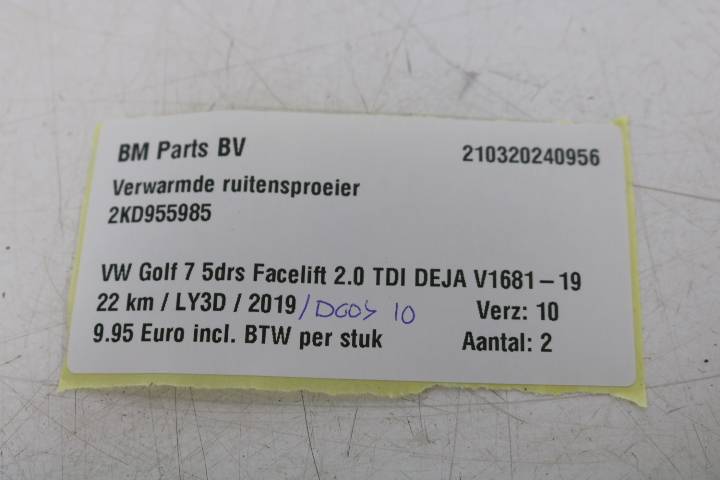 BM Parts BV 210320240956
Verwarmde ruitensproeier
2KD955985
VW Golf 7 5drs Facelift 2.0 TDI DEJA V1681-19
22 km / LY3D / 2019 / Doos 10 Verz: 10
9.95 Euro incl. BTW per stuk Aantal: 2